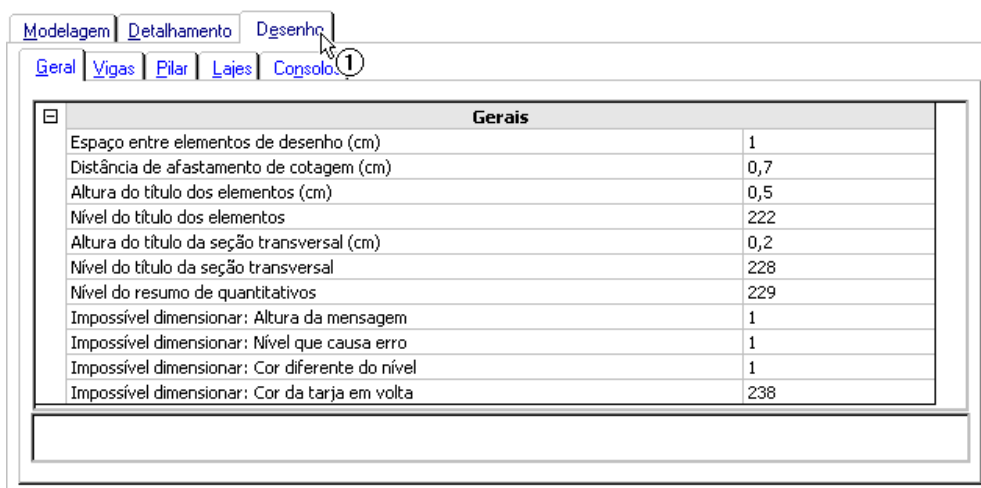 Modelagem Detalhamento Desenho
1
Geral Vigas Pilar Lajes Consolos
Gerais
Espaço entre elementos de desenho (cm) 1
Distância de afastamento de cotagem (cm) 0,7
Altura do título dos elementos (cm) 0,5
Nível do título dos elementos 222
Altura do título da seção transversal (cm) 0,2
Nível do título da seção transversal 228
Nível do resumo de quantitativos 229
Impossível dimensionar: Altura da mensagem 1
Impossível dimensionar: Nível que causa erro 1
Impossível dimensionar: Cor diferente do nível 1
Impossível dimensionar: Cor da tarja em volta 238